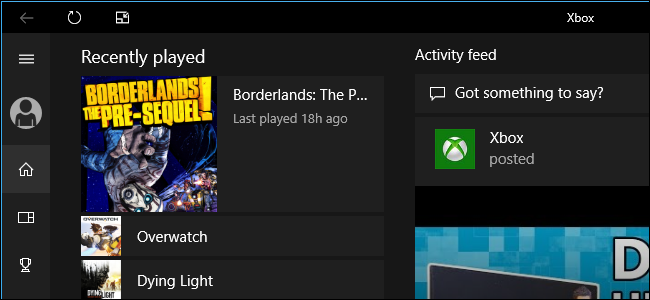 Xbox
Recently played
BORDERLANDS
THE PRE-SEQUEL!
Borderlands: The P...
Last played 18h ago
OVERWATCH
Overwatch
DYING LIGHT
Dying Light
Activity feed
Got something to say?
Xbox
posted
D